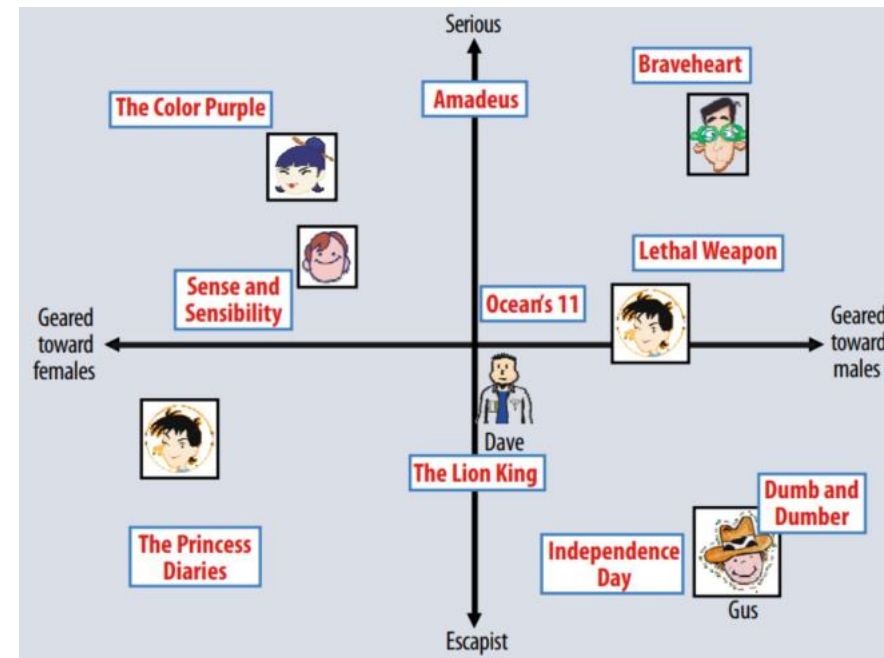 Serious
Braveheart
The Color Purple
Amadeus
Lethal Weapon
Sense and
Sensibility
Ocean's 11
Geared
toward
females
Geared
toward
males
Dave
The Lion King
Dumb and
Dumber
The Princess
Diaries
Independence
Day
Gus
Escapist